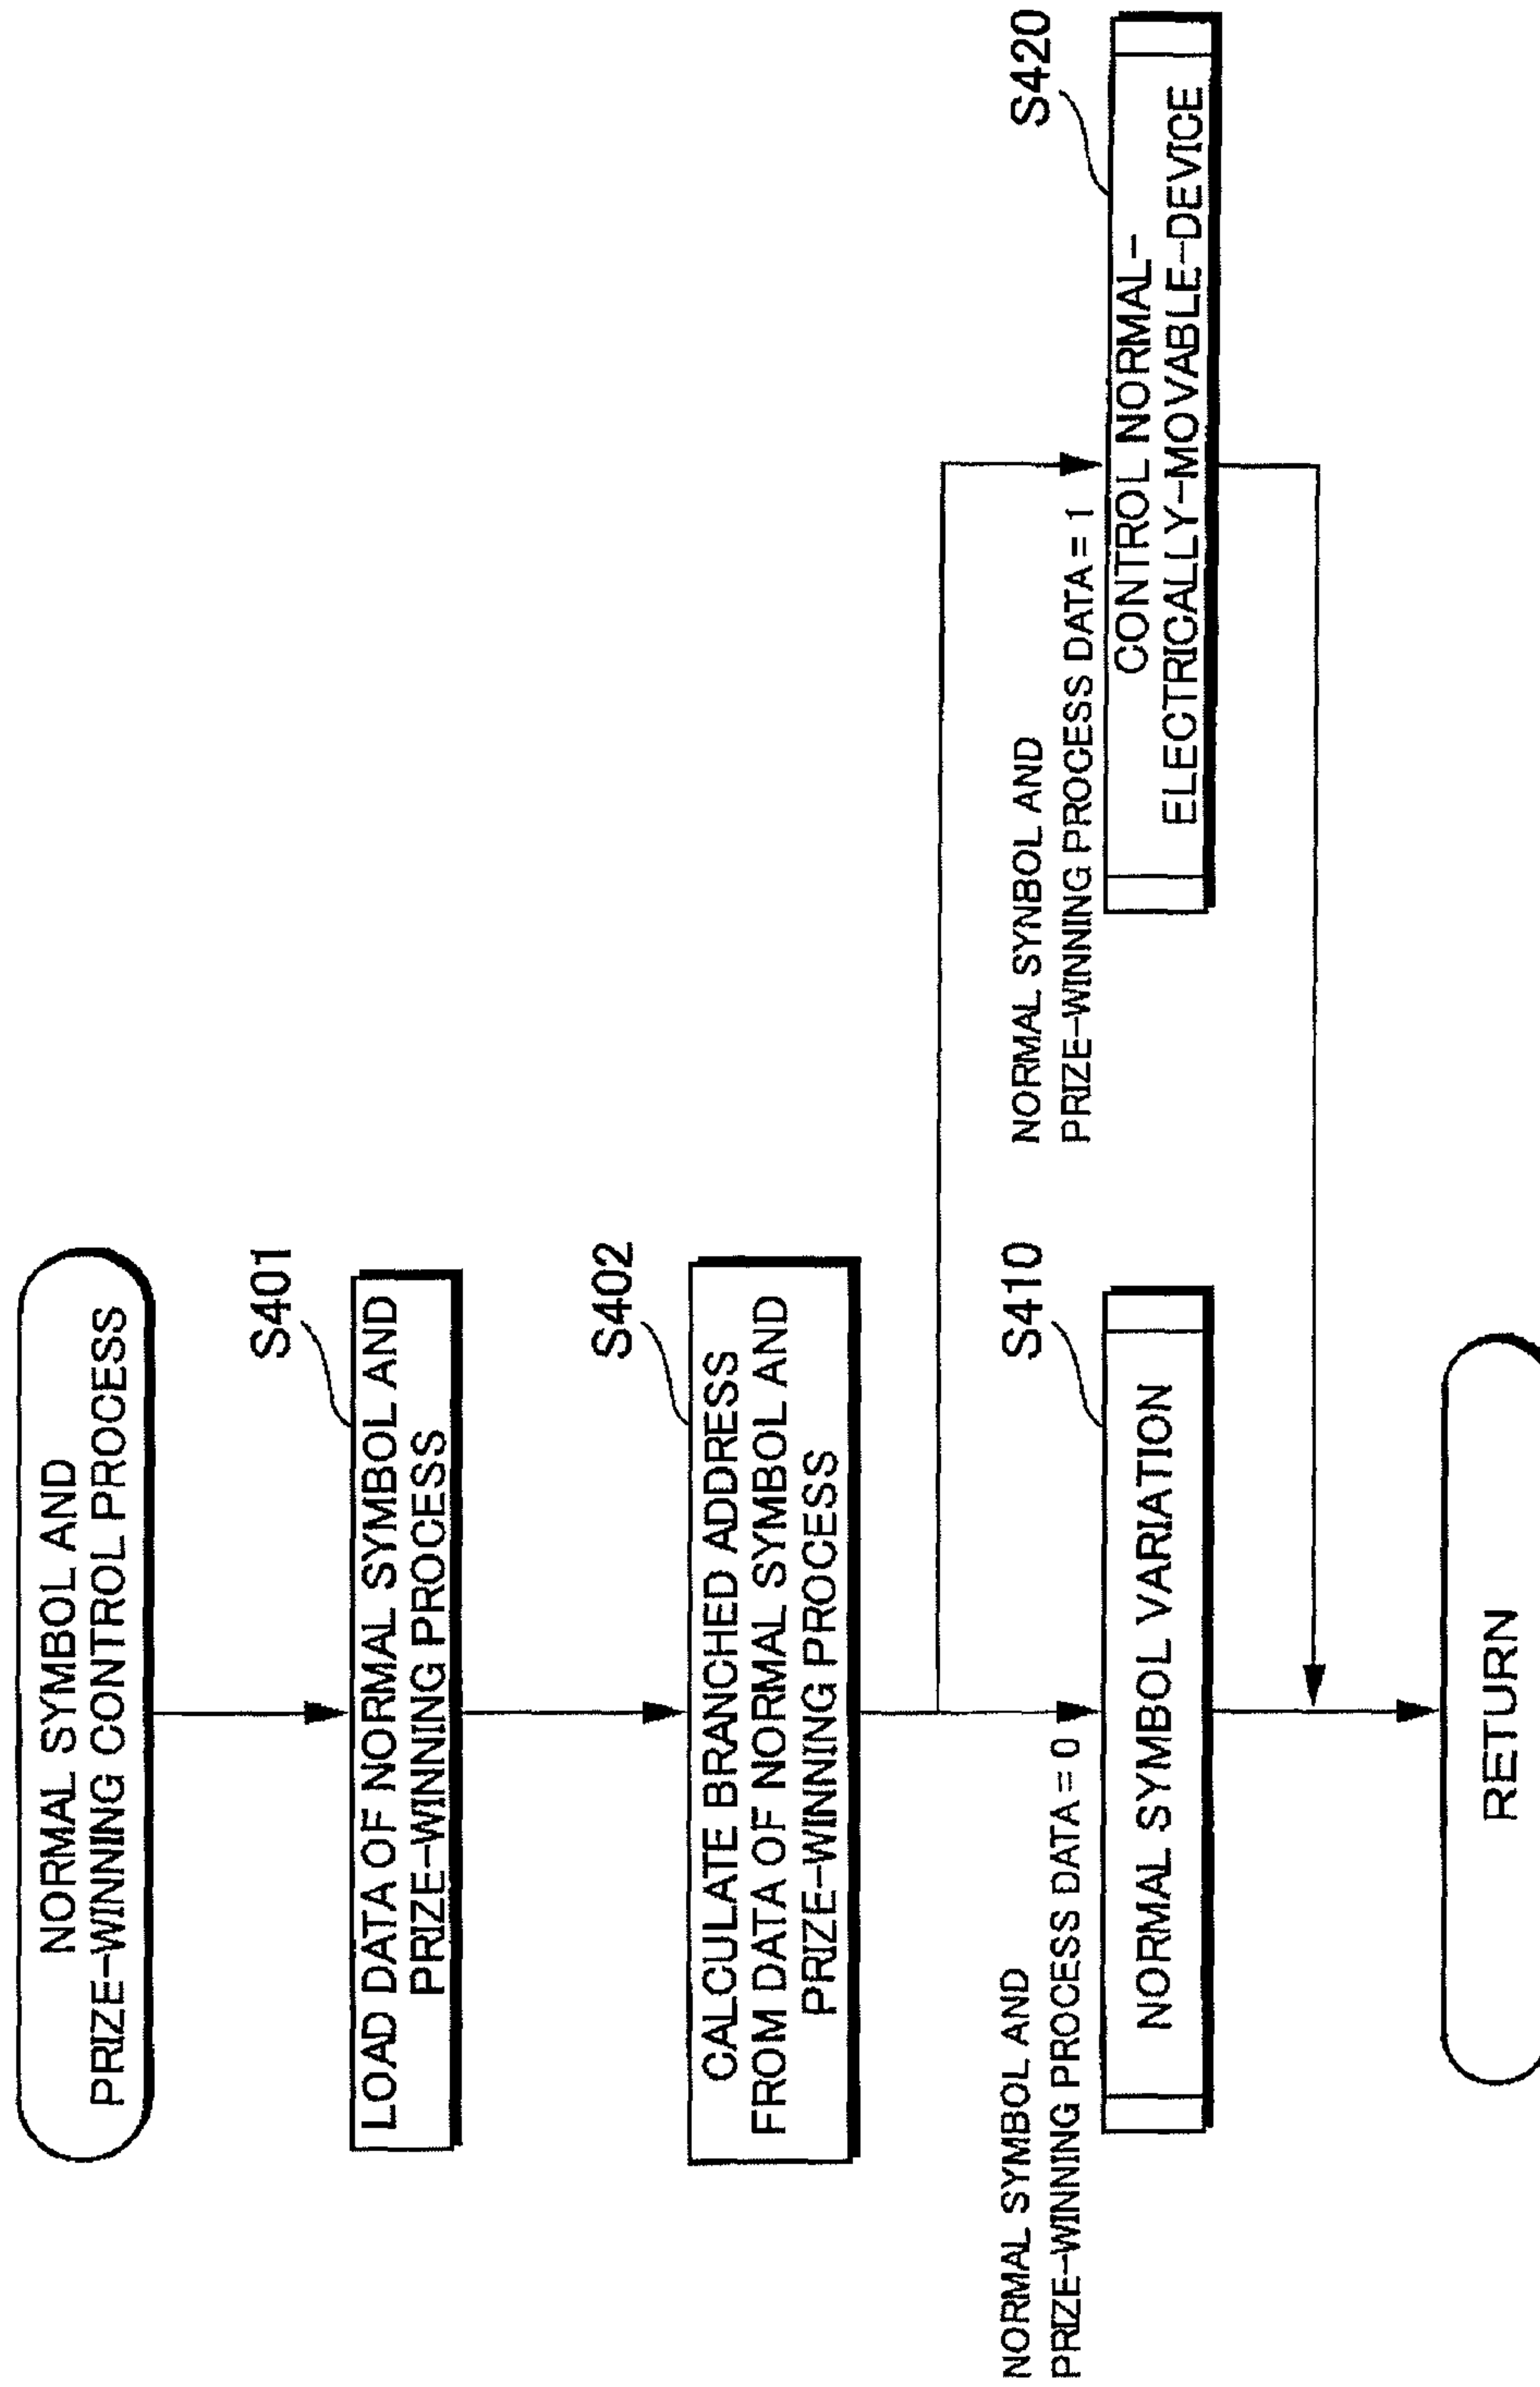 NORMAL SYMBOL AND
PRIZE-WINNING CONTROL PROCESS
S401
LOAD DATA OF NORMAL SYMBOL AND
PRIZE-WINNING PROCESS
S402
CALCULATE BRANCHED ADDRESS
FROM DATA OF NORMAL SYMBOL AND
PRIZE-WINNING PROCESS
NORMAL SYMBOL AND
PRIZE-WINNING PROCESS DATA = 0
S410
NORMAL SYMBOL VARIATION
NORMAL SYNBOL AND
PRIZE-WINNING PROCESS DATA = 1
S420
CONTROL NORMAL-
ELECTRICALLY-MOVABLE-DEVICE
RETURN